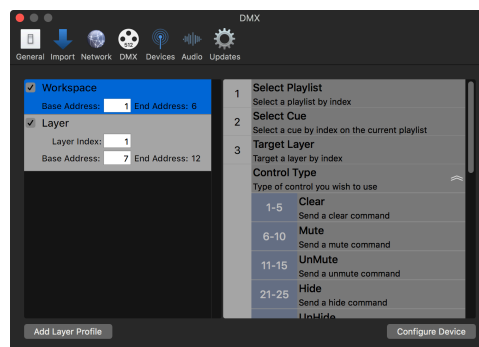 DMX
General Import Network DMX Devices Audio Updates
512
Workspace
Base Address: 1 End Address: 6
Layer
Layer Index: 1
Base Address: 7 End Address: 12
1 Select Playlist
Select a playlist by index
2 Select Cue
Select a cue by index on the current playlist
3 Target Layer
Target a layer by index
Control Type
Type of control you wish to use
1-5 Clear
Send a clear command
6-10 Mute
Send a mute command
11-15 UnMute
Send a unmute command
21-25 Hide
Send a hide command
UnHide
Add Layer Profile
Configure Device